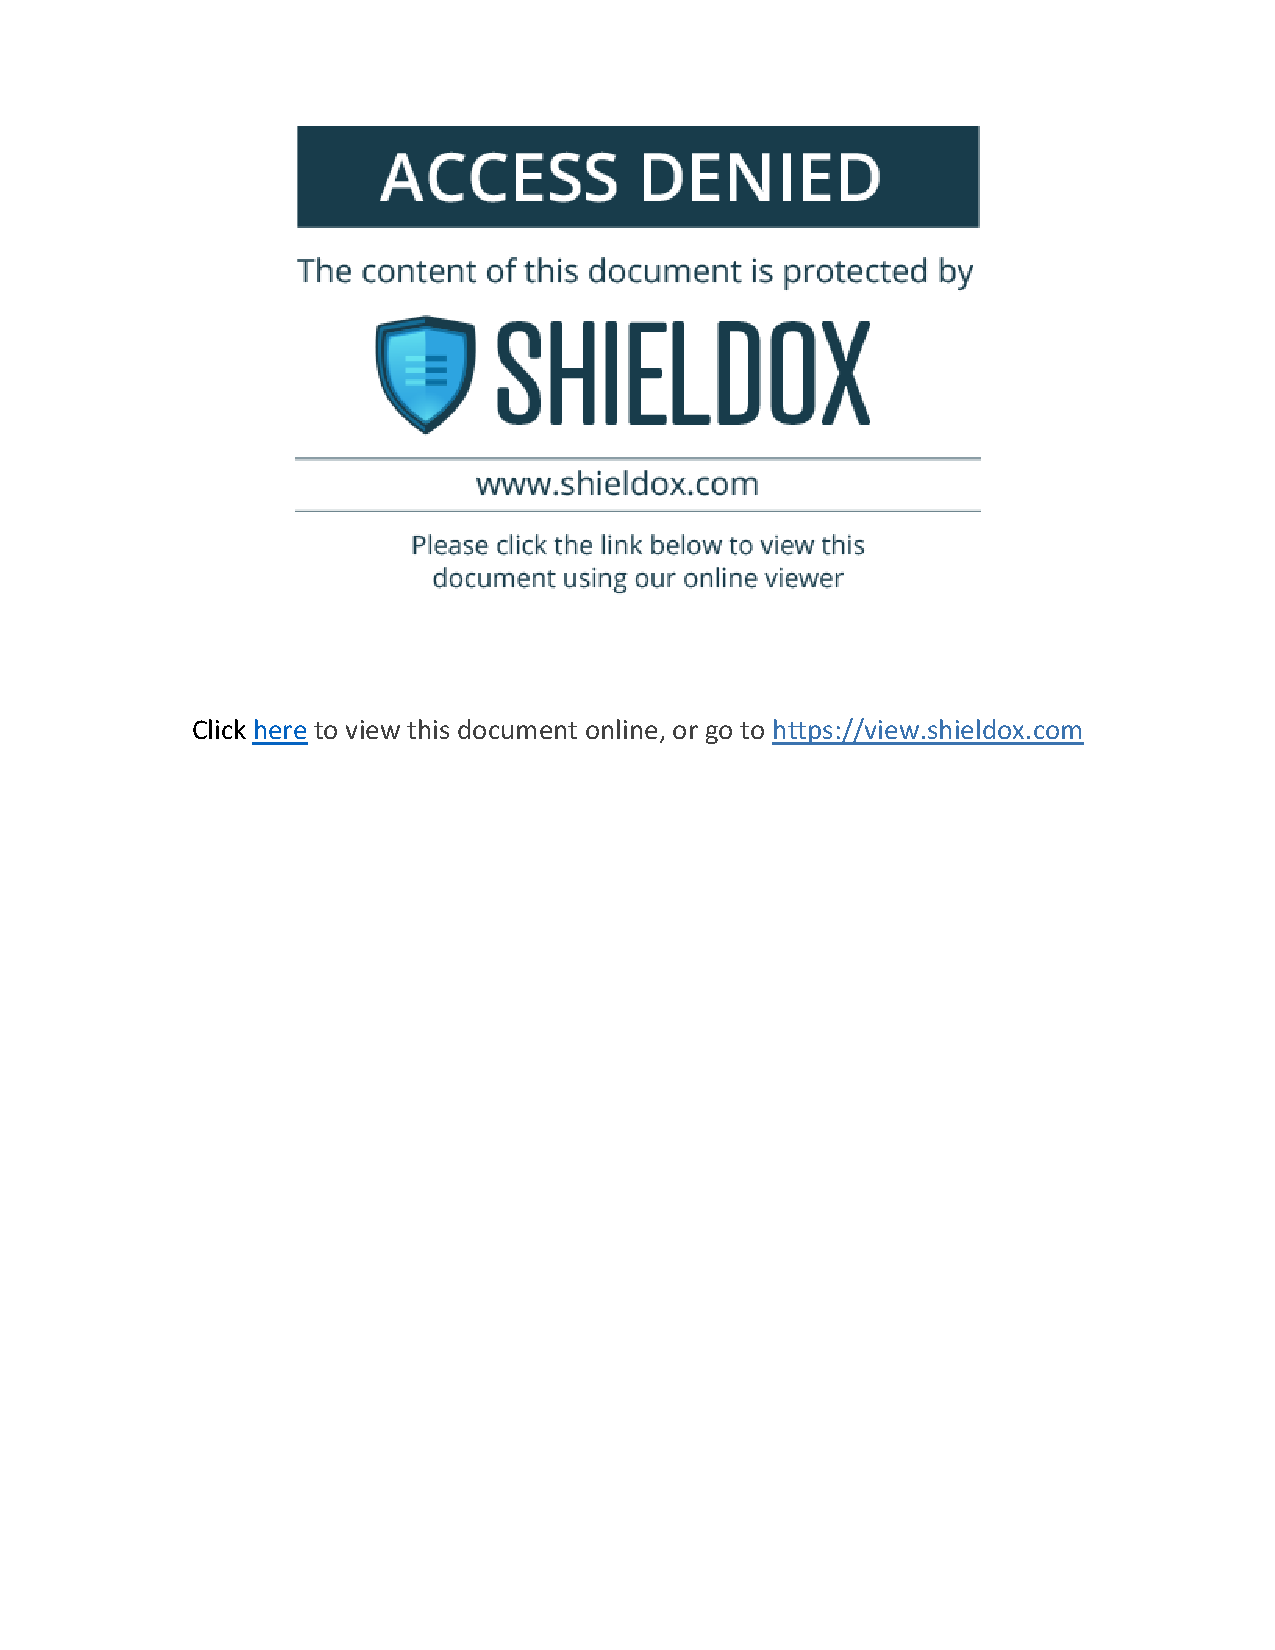 ACCESS DENIED
The content of this document is protected by
SHIELDOX
www.shieldox.com
Please click the link below to view this
document using our online viewer
Click here to view this document online, or go to https://view.shieldox.com